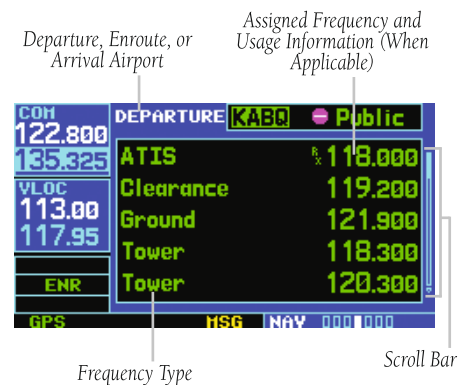 Assigned Frequency and
Usage Information (When
Applicable)
Departure, Enroute, or
Arrival Airport
COM
122.800
135.325
VLOC
113.00
117.95
ENR
DEPARTURE KABQ Public
ATIS RX 118.000
Clearance 119.200
Ground 121.900
Tower 118.300
Tower 120.300
GPS MSG NAV
Frequency Type
Scroll Bar